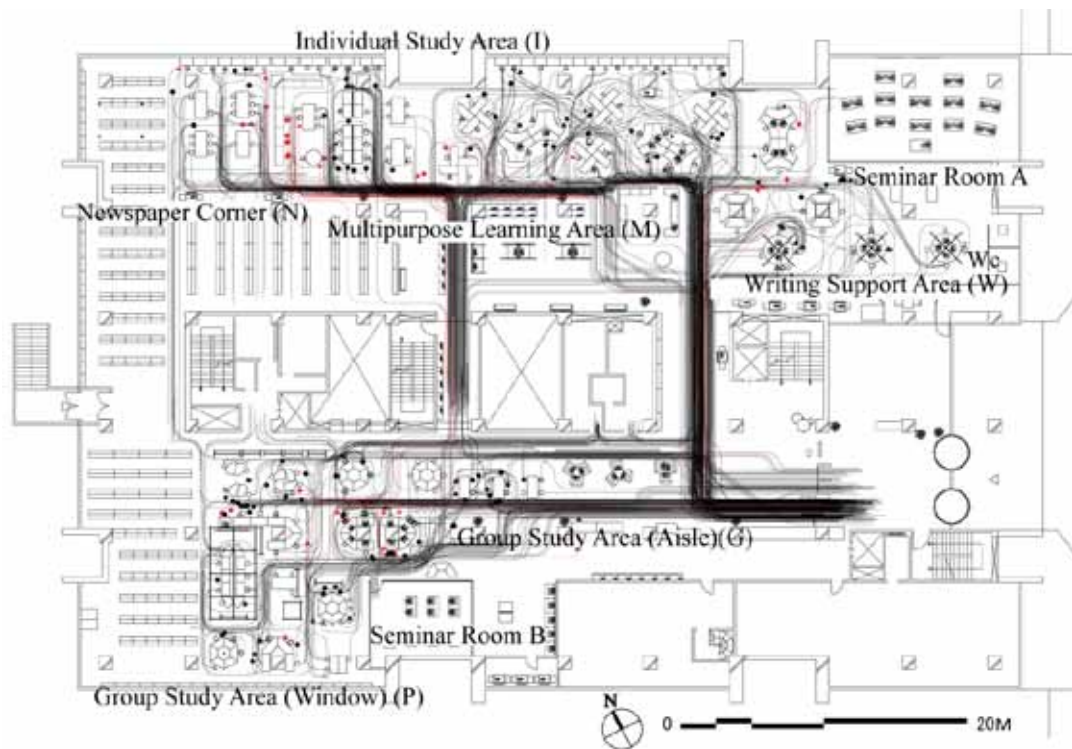 Individual Study Area (I)
Seminar Room A
Newspaper Corner (N)
Multipurpose Learning Area (M)
Wc
Writing Support Area (W)
Group Study Area (Aisle)(G)
Seminar Room B
Group Study Area (Window) (P)
N
0 20M